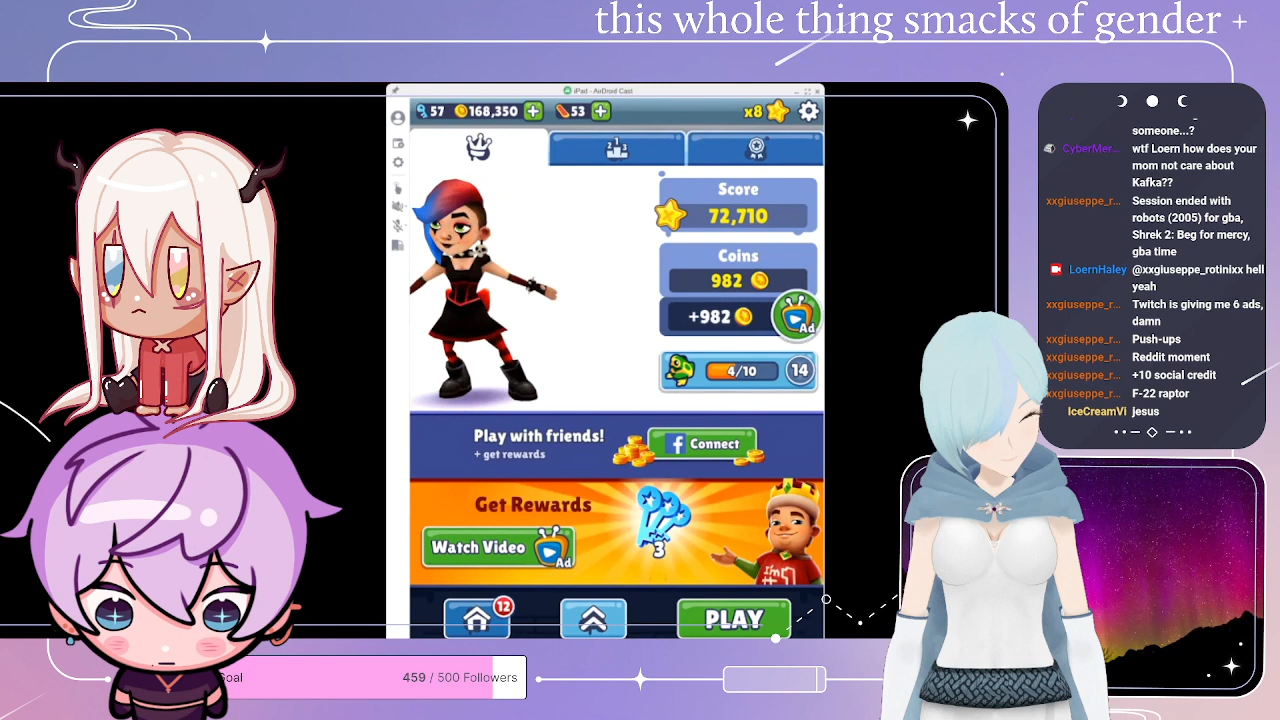 this whole thing smacks of gender +
iPad - AirDroid Cast
57
168,350
53
x8
Score
72,710
Coins
982
+982
Ad
4/10
14
Play with friends!
+ get rewards
Connect
Get Rewards
Watch Video
Ad
3
I'm
#1
12
PLAY
oal
459 / 500 Followers
someone...?
CyberMer... wtf Loern how does your
mom not care about
Kafka??
xxgiuseppe_r... Session ended with
robots (2005) for gba,
Shrek 2: Beg for mercy,
gba time
LoernHaley @xxgiuseppe_rotinixx hell
yeah
xxgiuseppe_r... Twitch is giving me 6 ads,
damn
xxgiuseppe_r... Push-ups
xxgiuseppe_r... Reddit moment
xxgiuseppe_r... +10 social credit
xxgiuseppe_r... F-22 raptor
IceCreamVi jesus